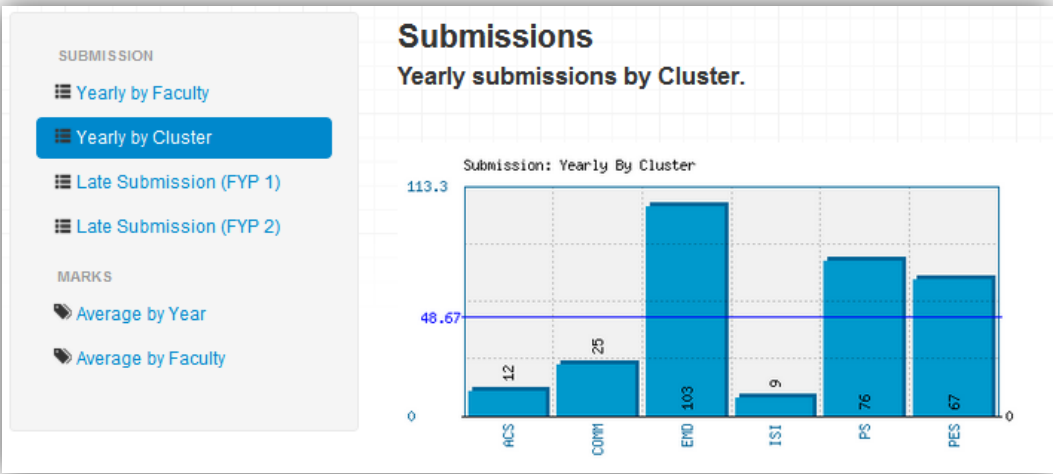 SUBMISSION
Yearly by Faculty
Yearly by Cluster
Late Submission (FYP 1)
Late Submission (FYP 2)
MARKS
Average by Year
Average by Faculty
Submissions
Yearly submissions by Cluster.
Submission: Yearly By Cluster
113.3
48.67
0
12
25
103
9
76
67
0
ACS
COMM
EMD
ISI
PS
PES